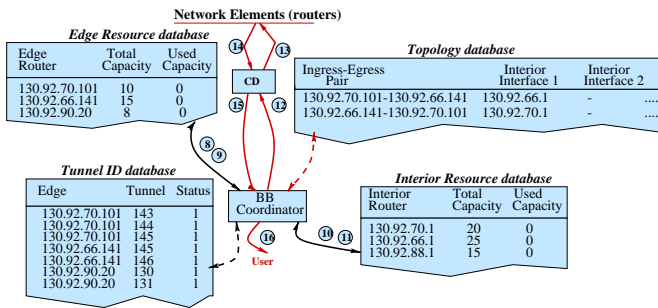 Network Elements (routers)
Edge Resource database
Edge Router Total Capacity Used Capacity
130.92.70.101 10 0
130.92.66.141 15 0
130.92.90.20 8 0
14
13
CD
15
12
Topology database
Ingress-Egress Pair Interior Interface 1 Interior Interface 2
130.92.70.101-130.92.66.141 130.92.66.1 - ....
130.92.66.141-130.92.70.101 130.92.70.1 - ....
8
9
Tunnel ID database
Edge Tunnel Status
130.92.70.101 143 1
130.92.70.101 144 1
130.92.70.101 145 1
130.92.66.141 145 1
130.92.66.141 146 1
130.92.90.20 130 1
130.92.90.20 131 1
BB
Coordinator
16
User
10
11
Interior Resource database
Interior Router Total Capacity Used Capacity
130.92.70.1 20 0
130.92.66.1 25 0
130.92.88.1 15 0